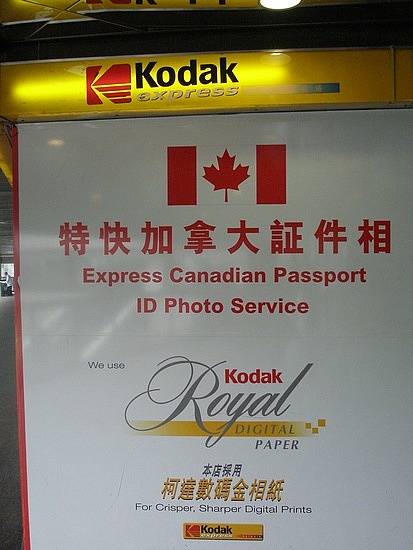 Kodak
express
特快加拿大証件相
Express Canadian Passport
ID Photo Service
We use
Kodak
Royal
DIGITAL
PAPER
本店採用
柯達數碼金相紙
For Crisper, Sharper Digital Prints
Kodak
express